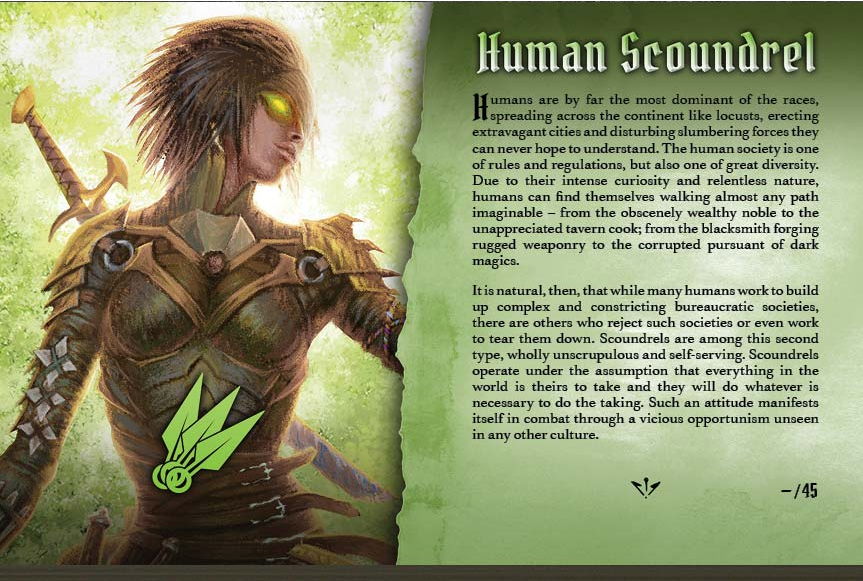 Human Scoundrel
Humans are by far the most dominant of the races,
spreading across the continent like locusts, erecting
extravagant cities and disturbing slumbering forces they
can never hope to understand. The human society is one
of rules and regulations, but also one of great diversity.
Due to their intense curiosity and relentless nature,
humans can find themselves walking almost any path
imaginable – from the obscenely wealthy noble to the
unappreciated tavern cook; from the blacksmith forging
rugged weaponry to the corrupted pursuant of dark
magics.
It is natural, then, that while many humans work to build
up complex and constricting bureaucratic societies,
there are others who reject such societies or even work
to tear them down. Scoundrels are among this second
type, wholly unscrupulous and self-serving. Scoundrels
operate under the assumption that everything in the
world is theirs to take and they will do whatever is
necessary to do the taking. Such an attitude manifests
itself in combat through a vicious opportunism unseen
in any other culture.
–/45